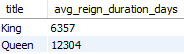 title avg_reign_duration_days
King 6357
Queen 12304